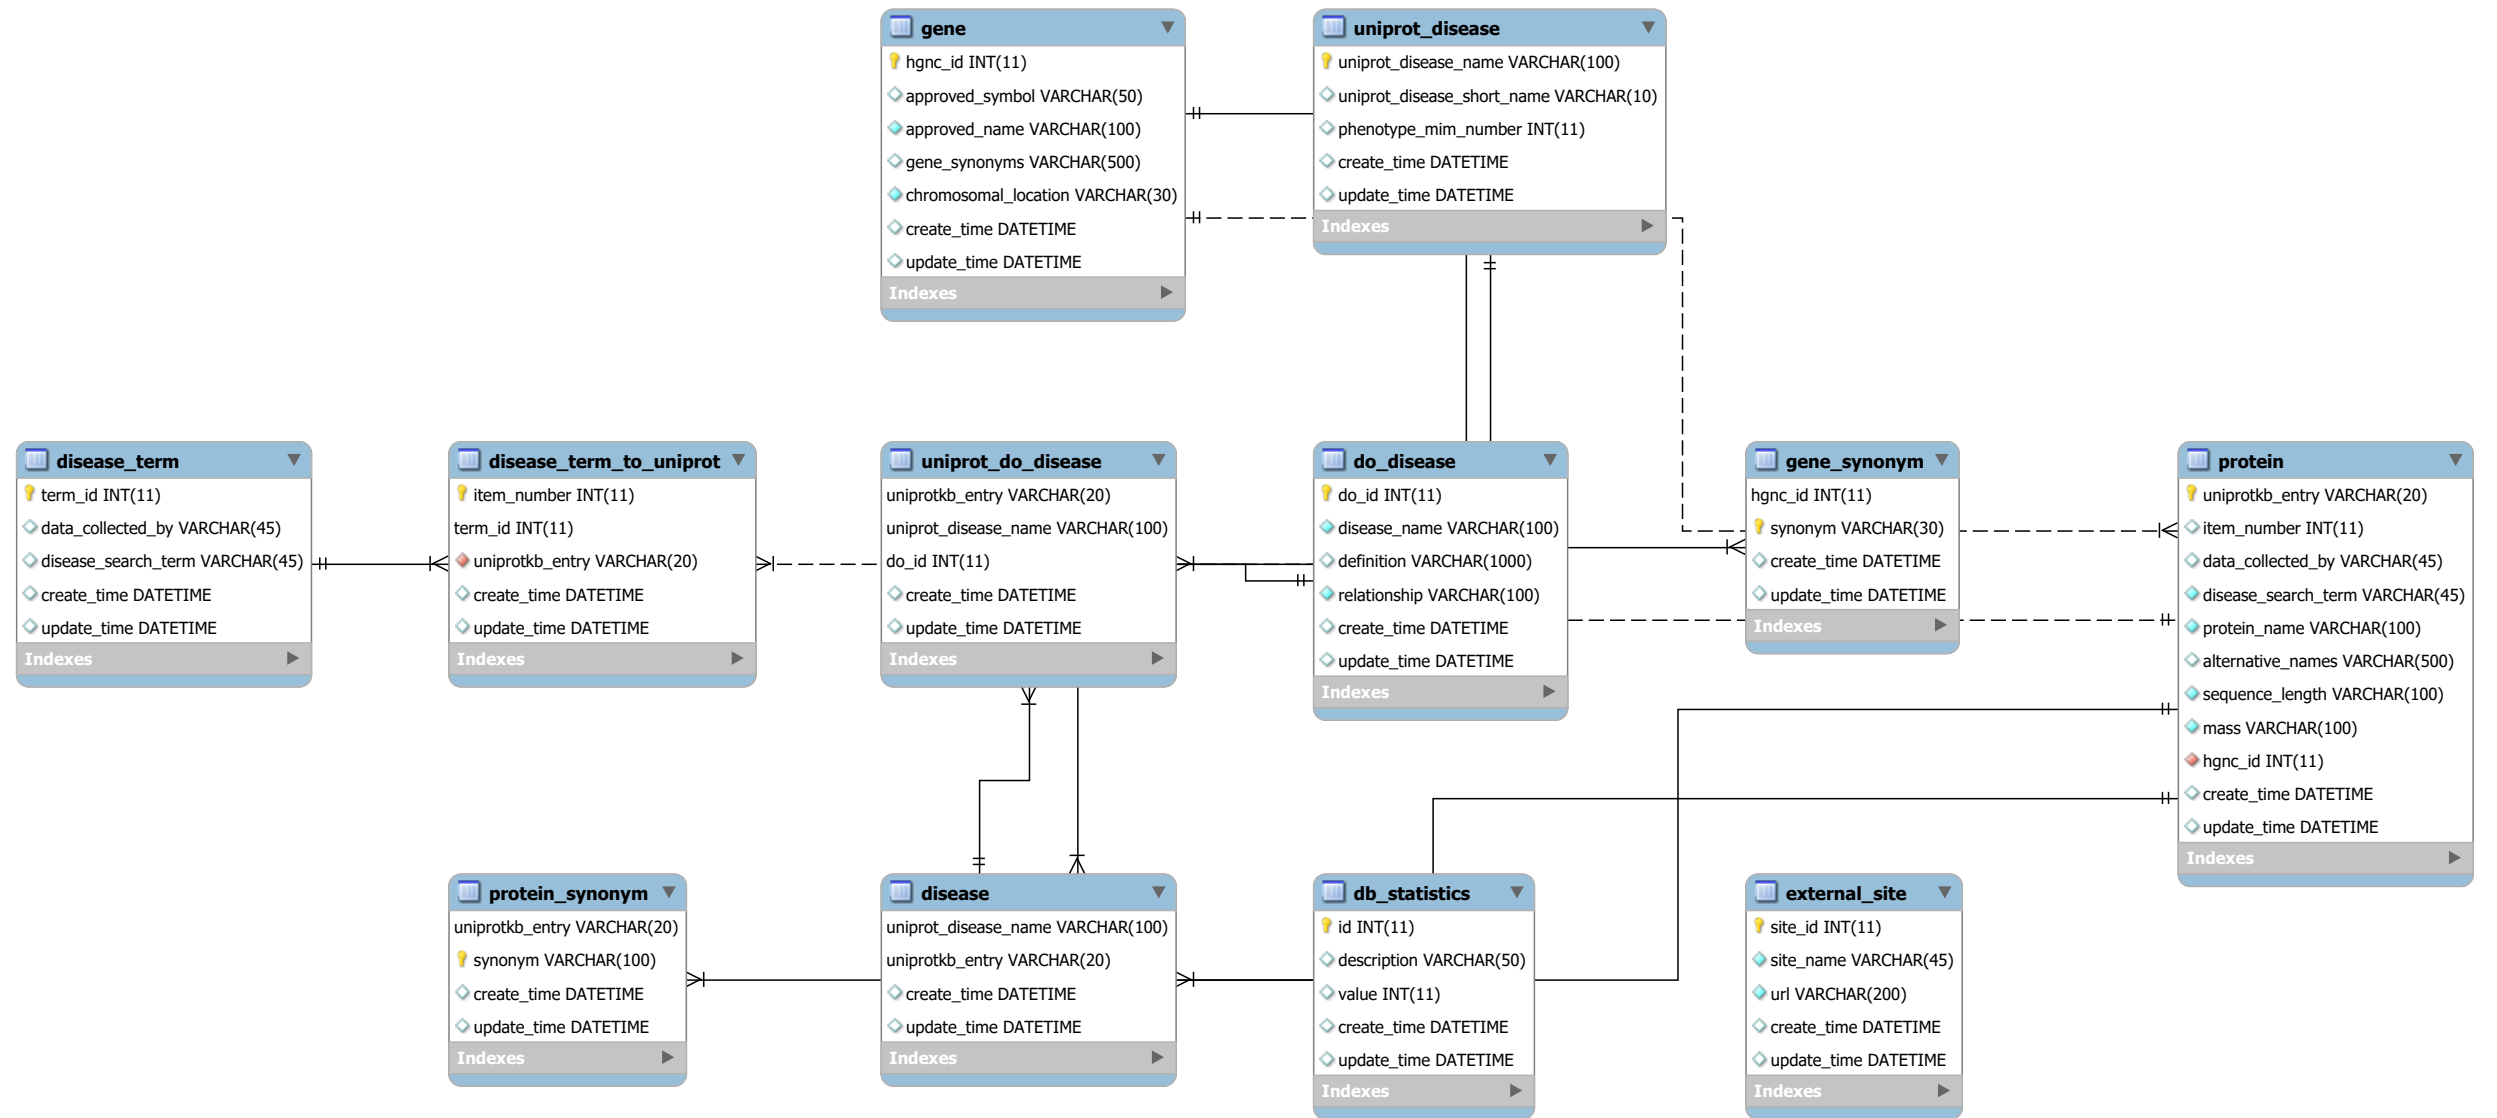 gene
hgnc_id INT(11)
approved_symbol VARCHAR(50)
approved_name VARCHAR(100)
gene_synonyms VARCHAR(500)
chromosomal_location VARCHAR(30)
create_time DATETIME
update_time DATETIME
Indexes
uniprot_disease
uniprot_disease_name VARCHAR(100)
uniprot_disease_short_name VARCHAR(10)
phenotype_mim_number INT(11)
create_time DATETIME
update_time DATETIME
Indexes
disease_term
term_id INT(11)
data_collected_by VARCHAR(45)
disease_search_term VARCHAR(45)
create_time DATETIME
update_time DATETIME
Indexes
disease_term_to_uniprot
item_number INT(11)
term_id INT(11)
uniprotkb_entry VARCHAR(20)
create_time DATETIME
update_time DATETIME
Indexes
uniprot_do_disease
uniprotkb_entry VARCHAR(20)
uniprot_disease_name VARCHAR(100)
do_id INT(11)
create_time DATETIME
update_time DATETIME
Indexes
do_disease
do_id INT(11)
disease_name VARCHAR(100)
definition VARCHAR(1000)
relationship VARCHAR(100)
create_time DATETIME
update_time DATETIME
Indexes
gene_synonym
hgnc_id INT(11)
synonym VARCHAR(30)
create_time DATETIME
update_time DATETIME
Indexes
protein
uniprotkb_entry VARCHAR(20)
item_number INT(11)
data_collected_by VARCHAR(45)
disease_search_term VARCHAR(45)
protein_name VARCHAR(100)
alternative_names VARCHAR(500)
sequence_length VARCHAR(100)
mass VARCHAR(100)
hgnc_id INT(11)
create_time DATETIME
update_time DATETIME
Indexes
protein_synonym
uniprotkb_entry VARCHAR(20)
synonym VARCHAR(100)
create_time DATETIME
update_time DATETIME
Indexes
disease
uniprot_disease_name VARCHAR(100)
uniprotkb_entry VARCHAR(20)
create_time DATETIME
update_time DATETIME
Indexes
db_statistics
id INT(11)
description VARCHAR(50)
value INT(11)
create_time DATETIME
update_time DATETIME
Indexes
external_site
site_id INT(11)
site_name VARCHAR(45)
url VARCHAR(200)
create_time DATETIME
update_time DATETIME
Indexes